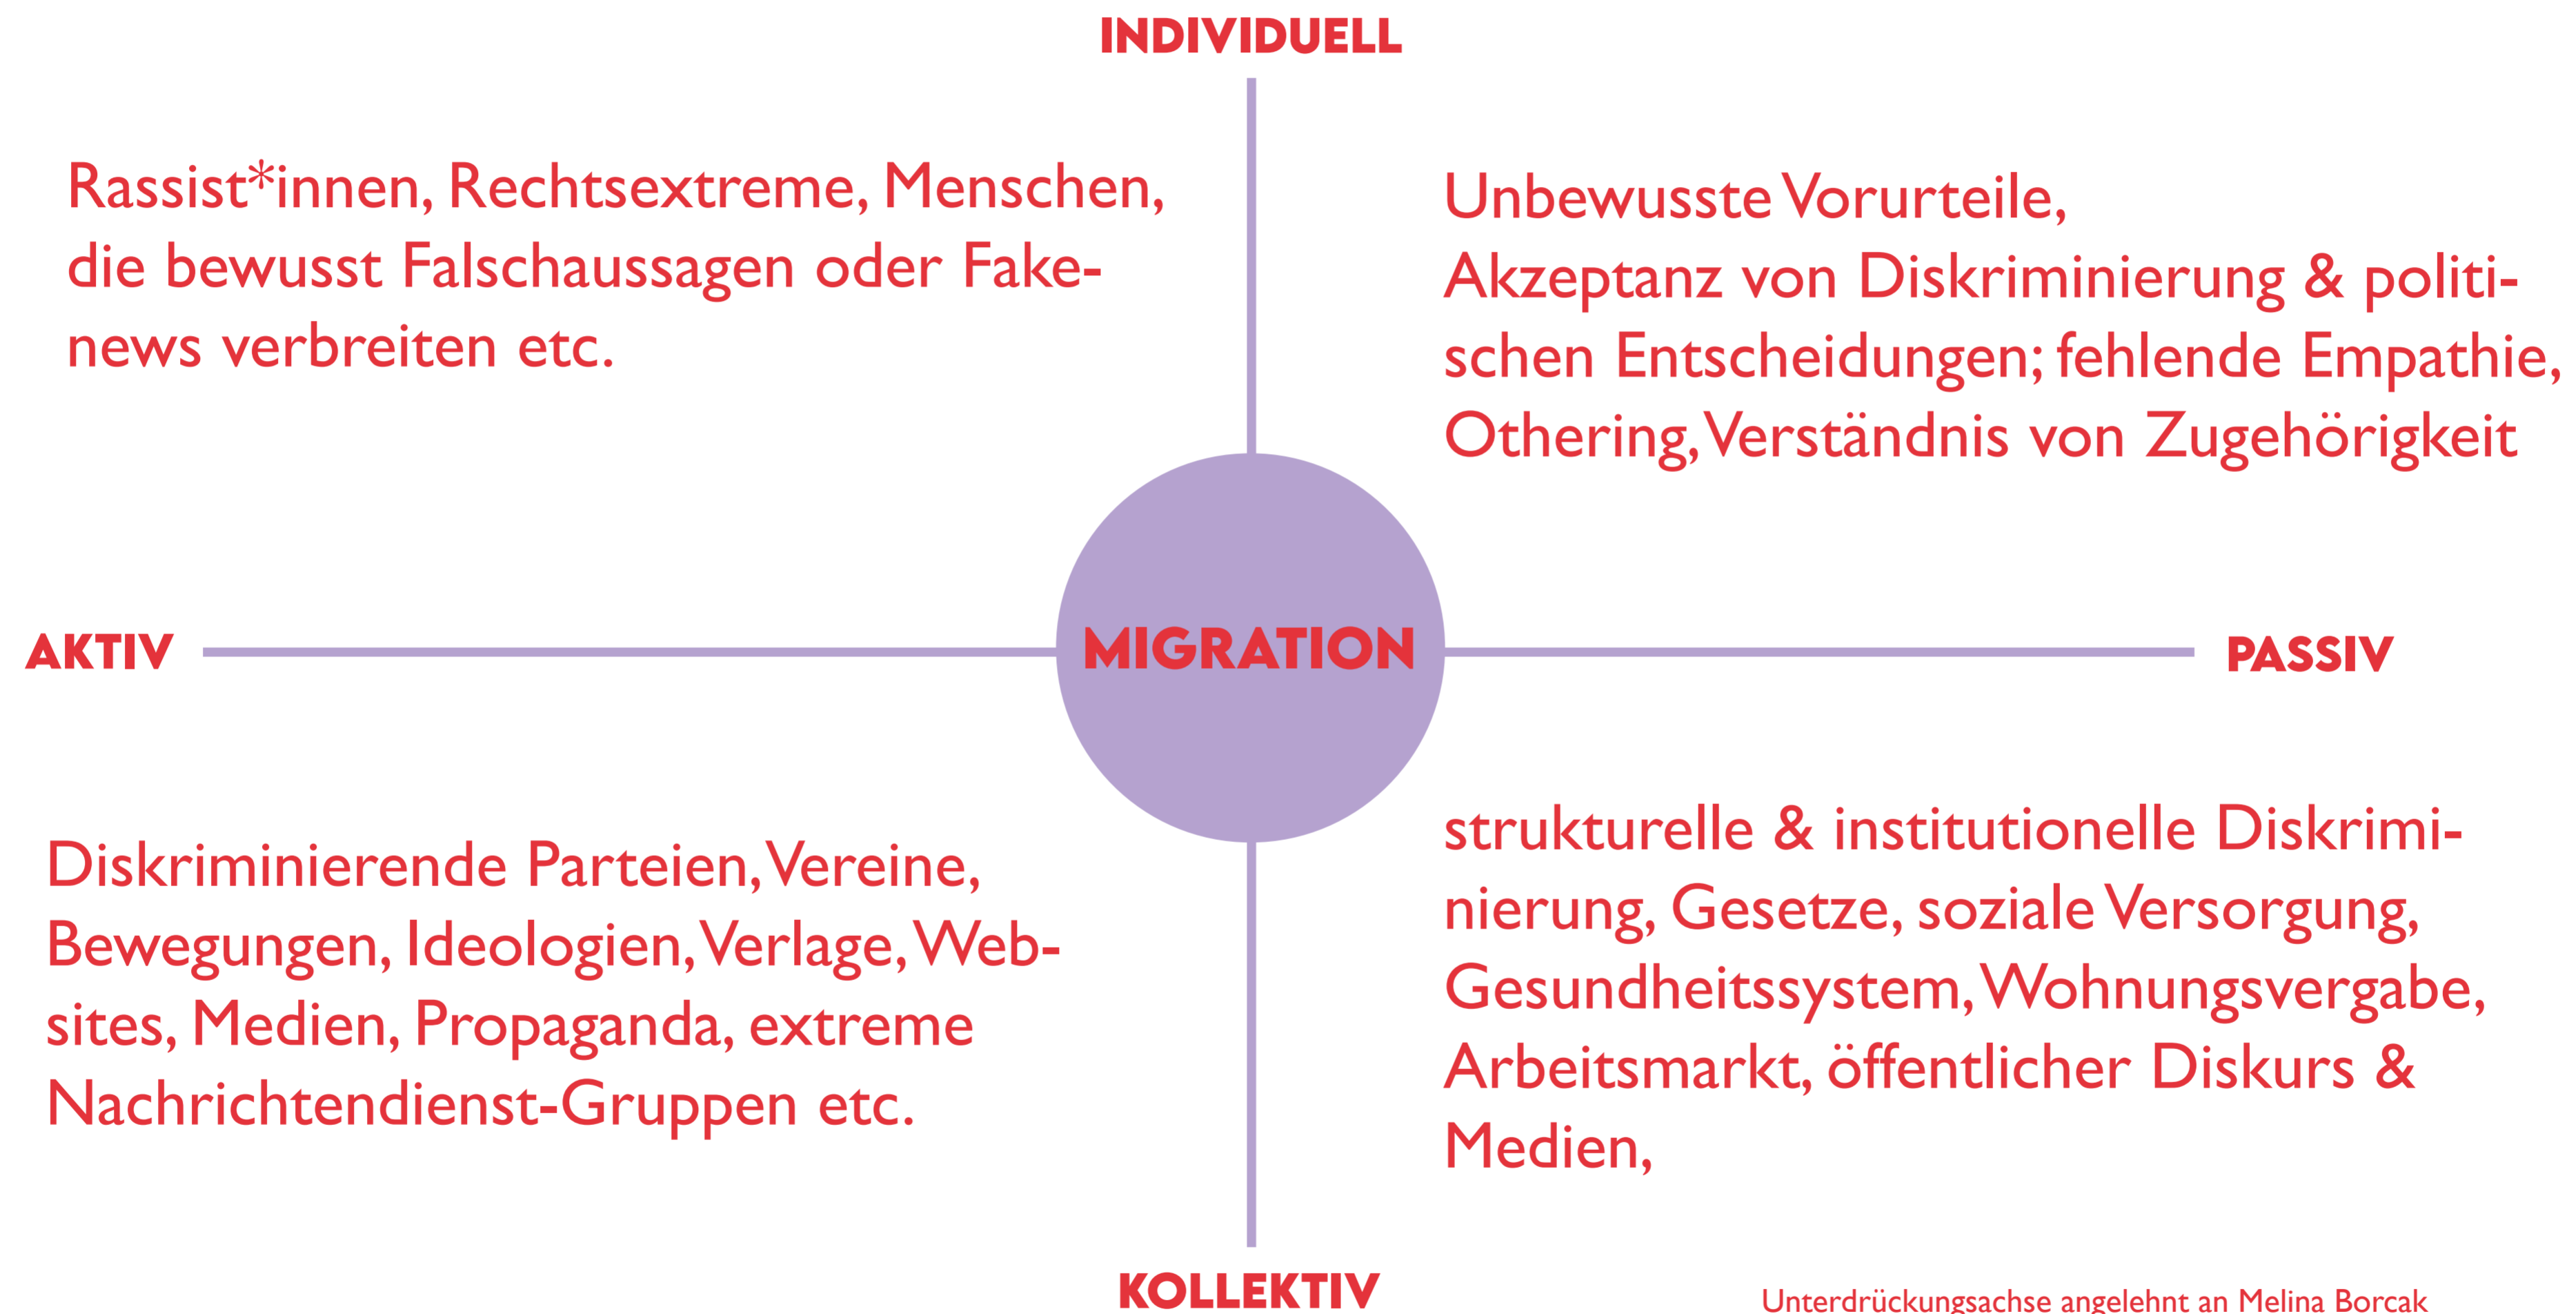 INDIVIDUELL
Rassist*innen, Rechtsextreme, Menschen,
die bewusst Falschaussagen oder Fake-
news verbreiten etc.
Unbewusste Vorurteile,
Akzeptanz von Diskriminierung & politi-
schen Entscheidungen; fehlende Empathie,
Othering, Verständnis von Zugehörigkeit
AKTIV
MIGRATION
PASSIV
Diskriminierende Parteien, Vereine,
Bewegungen, Ideologien, Verlage, Web-
sites, Medien, Propaganda, extreme
Nachrichtendienst-Gruppen etc.
strukturelle & institutionelle Diskrimi-
nierung, Gesetze, soziale Versorgung,
Gesundheitssystem, Wohnungsvergabe,
Arbeitsmarkt, öffentlicher Diskurs &
Medien,
KOLLEKTIV
Unterdrückungsachse angelehnt an Melina Borcak